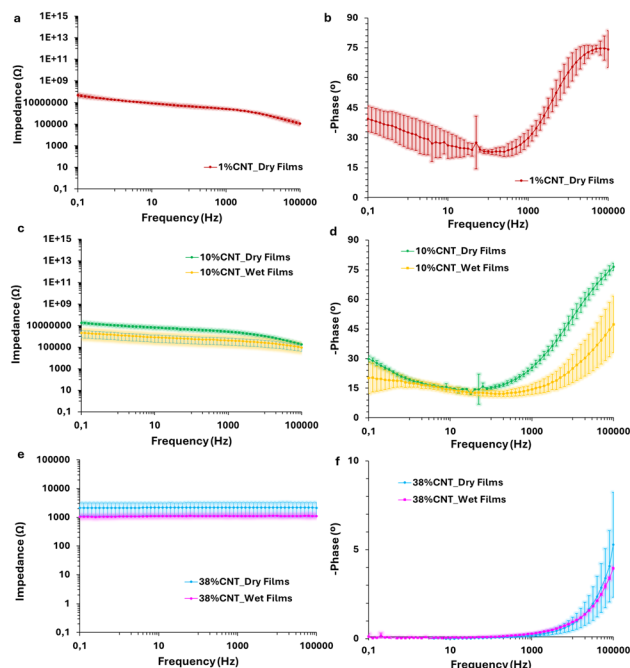 a
1E+15
1E+13
1E+11
1E+09
10000000
100000
1000
10
0,1
Impedance (Ω)
1%CNT_Dry Films
0,1 10 1000 100000
Frequency (Hz)
b
90
75
60
45
30
15
0
-Phase (º)
1%CNT_Dry Films
0,1 10 1000 100000
Frequency (Hz)
c
1E+15
1E+13
1E+11
1E+09
10000000
100000
1000
10
0,1
Impedance (Ω)
10%CNT_Dry Films
10%CNT_Wet Films
0,1 10 1000 100000
Frequency (Hz)
d
90
75
60
45
30
15
0
-Phase (º)
10%CNT_Dry Films
10%CNT_Wet Films
0,1 10 1000 100000
Frequency (Hz)
e
100000
10000
1000
100
10
1
0,1
Impedance (Ω)
38%CNT_Dry Films
38%CNT_Wet Films
0,1 10 1000 100000
Frequency (Hz)
f
10
5
0
-Phase (º)
38%CNT_Dry Films
38%CNT_Wet Films
0,1 10 1000 100000
Frequency (Hz)